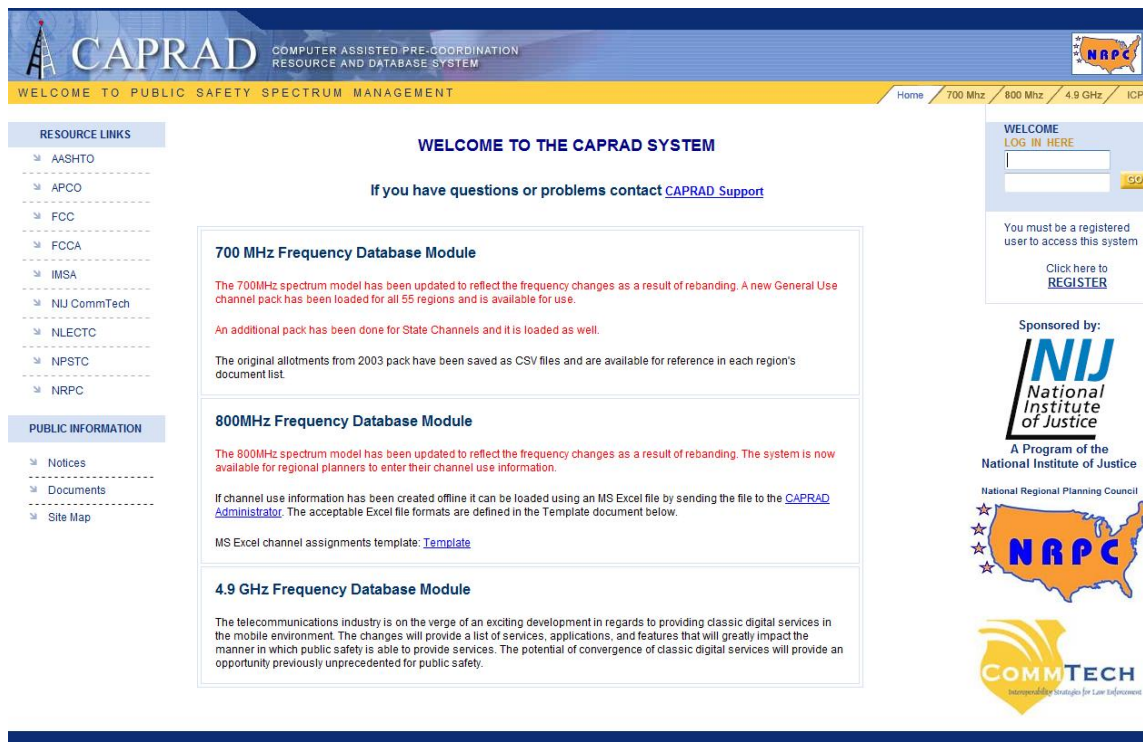 CAPRAD
COMPUTER ASSISTED PRE-COORDINATION
RESOURCE AND DATABASE SYSTEM
NRPC
WELCOME TO PUBLIC SAFETY SPECTRUM MANAGEMENT
Home
700 Mhz
800 Mhz
4.9 GHz
ICP
RESOURCE LINKS
AASHTO
APCO
FCC
FCCA
IMSA
NIJ CommTech
NLECTC
NPSTC
NRPC
PUBLIC INFORMATION
Notices
Documents
Site Map
WELCOME TO THE CAPRAD SYSTEM
If you have questions or problems contact CAPRAD Support
700 MHz Frequency Database Module
The 700MHz spectrum model has been updated to reflect the frequency changes as a result of rebanding. A new General Use
channel pack has been loaded for all 55 regions and is available for use.
An additional pack has been done for State Channels and it is loaded as well.
The original allotments from 2003 pack have been saved as CSV files and are available for reference in each region's
document list.
800MHz Frequency Database Module
The 800MHz spectrum model has been updated to reflect the frequency changes as a result of rebanding. The system is now
available for regional planners to enter their channel use information.
If channel use information has been created offline it can be loaded using an MS Excel file by sending the file to the CAPRAD
Administrator. The acceptable Excel file formats are defined in the Template document below.
MS Excel channel assignments template: Template
4.9 GHz Frequency Database Module
The telecommunications industry is on the verge of an exciting development in regards to providing classic digital services in
the mobile environment. The changes will provide a list of services, applications, and features that will greatly impact the
manner in which public safety is able to provide services. The potential of convergence of classic digital services will provide an
opportunity previously unprecedented for public safety.
WELCOME
LOG IN HERE
GO
You must be a registered
user to access this system
Click here to
REGISTER
Sponsored by:
NIJ
National
Institute
of Justice
A Program of the
National Institute of Justice
National Regional Planning Council
NRPC
COMMTECH
Interoperability Strategies for Law Enforcement